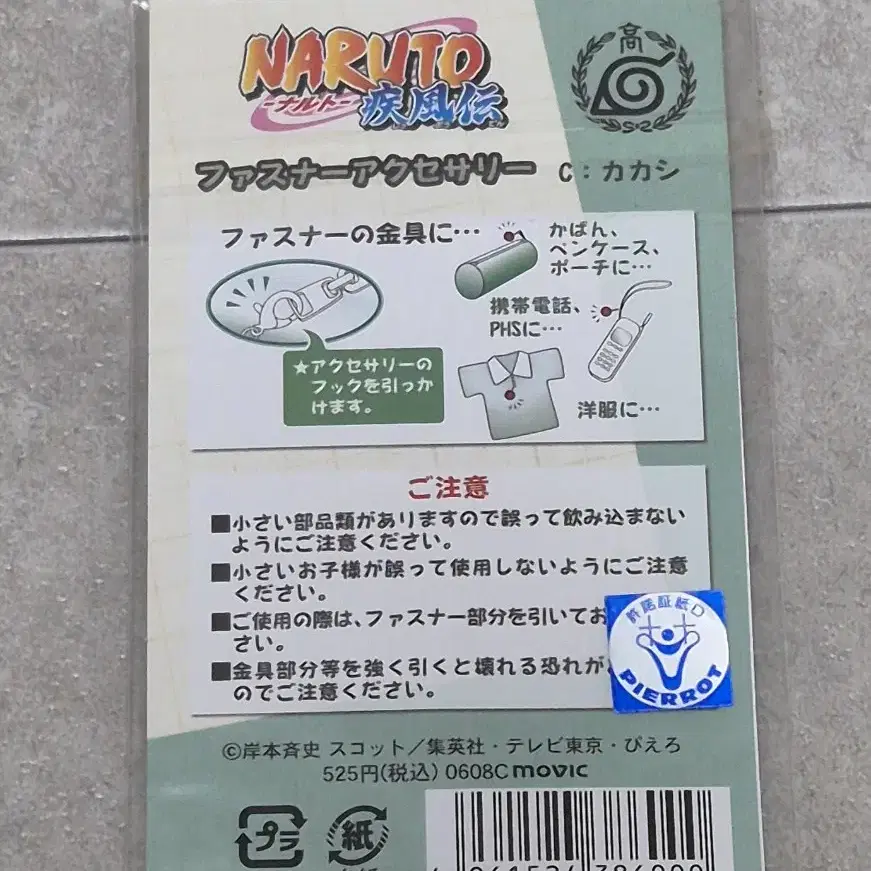 NARUTO
-ナルト-
疾風伝
高
S-2
ファスナーアクセサリー C:カカシ
ファスナーの金具に…
かばん、
ペンケース、
ポーチに…
携帯電話、
PHSに…
★アクセサリーの
フックを引っか
けます。
洋服に…
ご注意
■小さい部品類がありますので誤って飲み込まない
ようにご注意ください。
■小さいお子様が誤って使用しないようにご注意
ください。
■ご使用の際は、ファスナー部分を引いてお
さい。
■金具部分等を強く引くと壊れる恐れが
のでご注意ください。
許諾証紙D
PIERROT
©岸本斉史 スコット/集英社・テレビ東京・ぴえろ
525円(税込) 0608C movic
プラ
紙